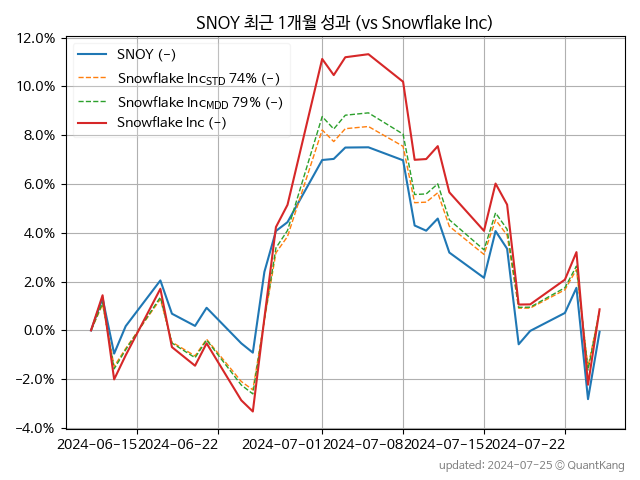 SNOY 최근 1개월 성과 (vs Snowflake Inc)
12.0%
10.0%
8.0%
6.0%
4.0%
2.0%
0.0%
−2.0%
−4.0%
SNOY (-)
Snowflake IncSTD 74% (-)
Snowflake IncMDD 79% (-)
Snowflake Inc (-)
2024-06-15 2024-06-22 2024-07-01 2024-07-08 2024-07-15 2024-07-22
updated: 2024-07-25 © QuantKang